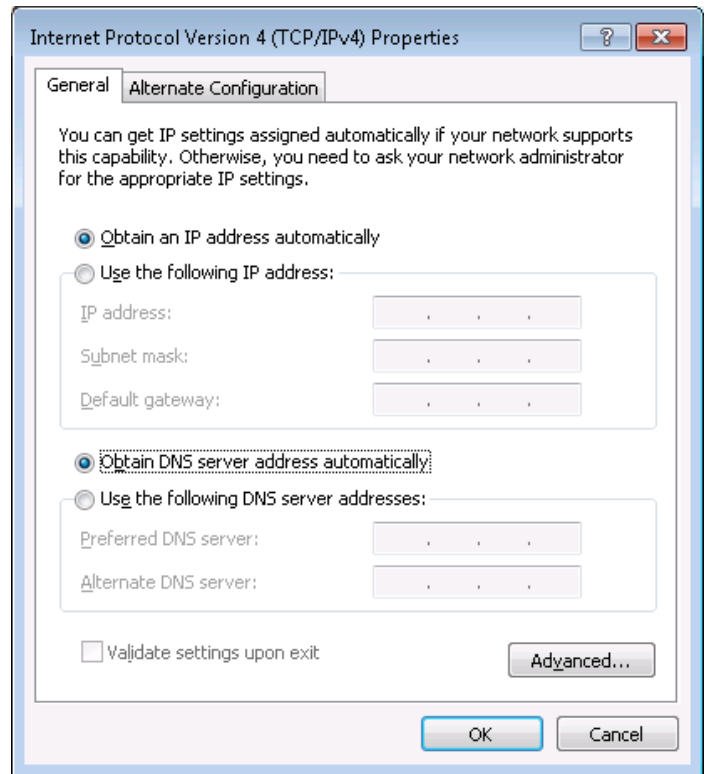 Internet Protocol Version 4 (TCP/IPv4) Properties
General
Alternate Configuration
You can get IP settings assigned automatically if your network supports
this capability. Otherwise, you need to ask your network administrator
for the appropriate IP settings.
Obtain an IP address automatically
Use the following IP address:
IP address:
Subnet mask:
Default gateway:
Obtain DNS server address automatically
Use the following DNS server addresses:
Preferred DNS server:
Alternate DNS server:
Validate settings upon exit
Advanced...
OK
Cancel